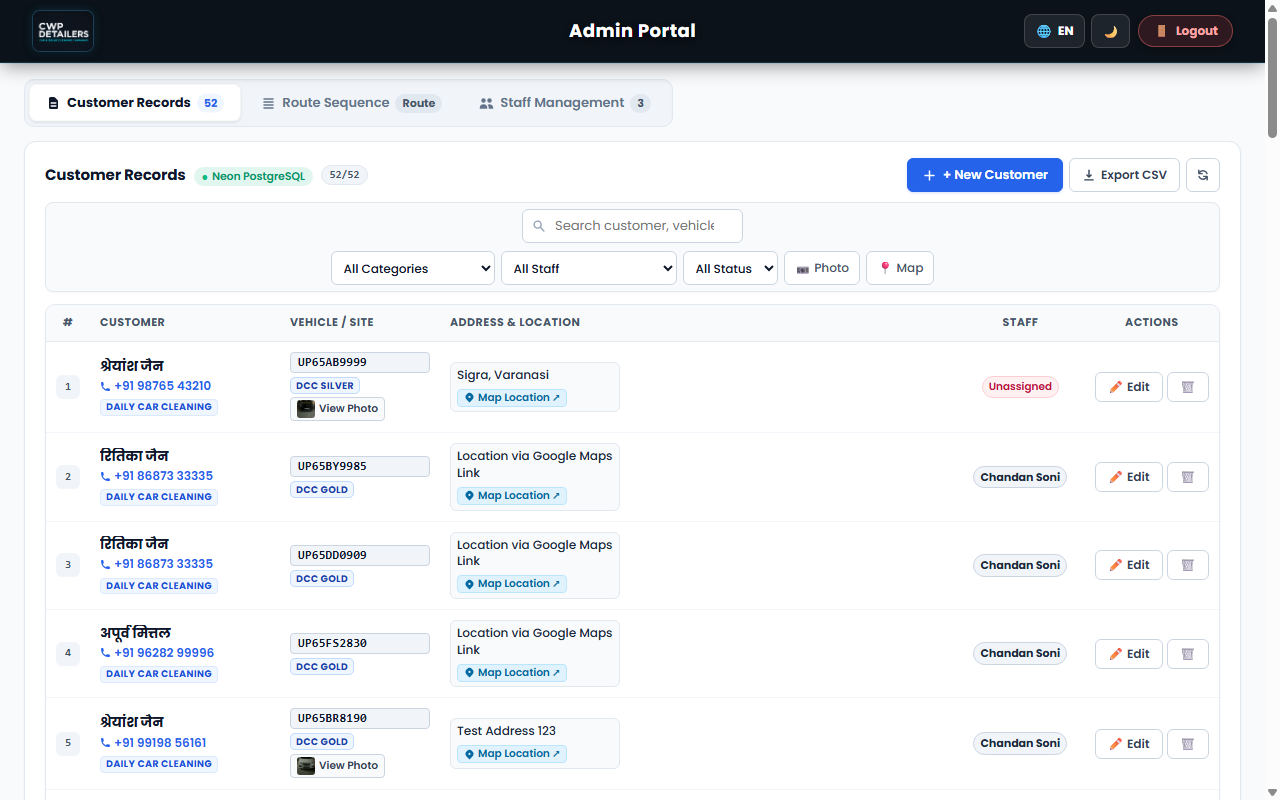 CWP
DETAILERS
Admin Portal
EN
Logout
Customer Records 52
Route Sequence Route
Staff Management 3
Customer Records
Neon PostgreSQL
52/52
+ + New Customer
Export CSV
Search customer, vehicle
All Categories
All Staff
All Status
Photo
Map
# CUSTOMER VEHICLE / SITE ADDRESS & LOCATION STAFF ACTIONS
1
श्रेयांश जैन
+91 98765 43210
DAILY CAR CLEANING
UP65AB9999
DCC SILVER
View Photo
Sigra, Varanasi
Map Location ↗
Unassigned
Edit
2
रितिका जैन
+91 86873 33335
DAILY CAR CLEANING
UP65BY9985
DCC GOLD
Location via Google Maps
Link
Map Location ↗
Chandan Soni
Edit
3
रितिका जैन
+91 86873 33335
DAILY CAR CLEANING
UP65DD0909
DCC GOLD
Location via Google Maps
Link
Map Location ↗
Chandan Soni
Edit
4
अपूर्व मित्तल
+91 96282 99996
DAILY CAR CLEANING
UP65FS2830
DCC GOLD
Location via Google Maps
Link
Map Location ↗
Chandan Soni
Edit
5
श्रेयांश जैन
+91 99198 56161
DAILY CAR CLEANING
UP65BR8190
DCC GOLD
View Photo
Test Address 123
Map Location ↗
Chandan Soni
Edit